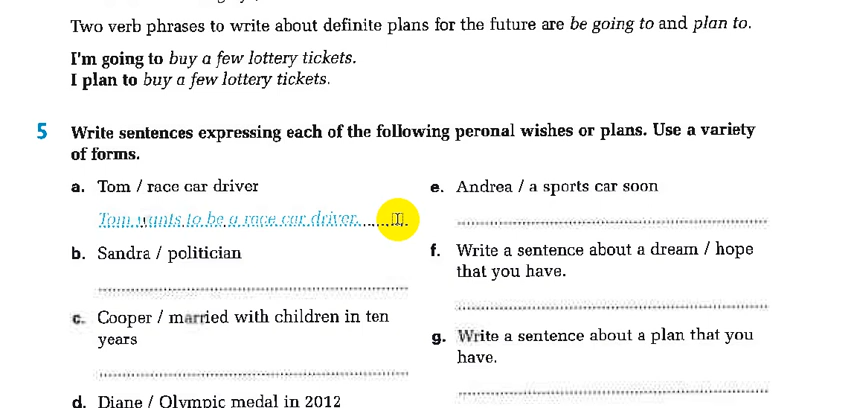 Two verb phrases to write about definite plans for the future are be going to and plan to.
I'm going to buy a few lottery tickets.
I plan to buy a few lottery tickets.
5 Write sentences expressing each of the following peronal wishes or plans. Use a variety
of forms.
a. Tom / race car driver
Tom wants to be a race car driver.
b. Sandra / politician
c. Cooper / married with children in ten
years
d. Diane / Olympic medal in 2012
e. Andrea / a sports car soon
f. Write a sentence about a dream / hope
that you have.
g. Write a sentence about a plan that you
have.